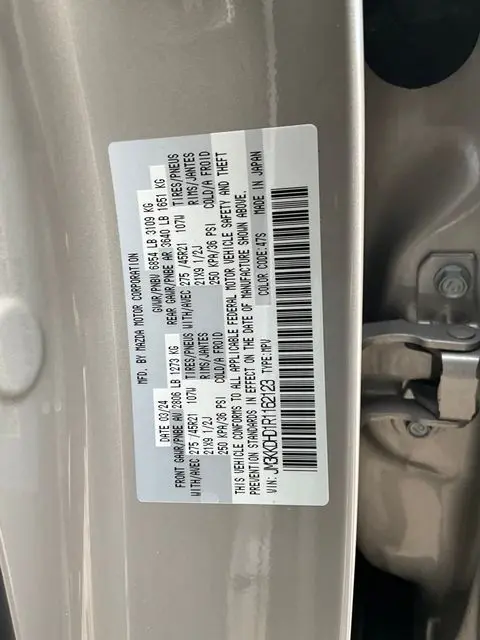 MFD. BY MAZDA MOTOR CORPORATION
DATE 03/24 GVWR/PNBV 6854 LB 3109 KG
FRONT GAWR/PNBE AV 2806 LB 1273 KG REAR GAWR/PNBE AR 3640 LB 1651 KG
WITH/AVEC 275 /45R21 107W TIRES/PNEUS WITH/AVEC 275 /45R21 107W TIRES/PNEUS
21X9 1/2J RIMS/JANTES 21X9 1/2J RIMS/JANTES
250 KPA/36 PSI COLD/A FROID 250 KPA/36 PSI COLD/A FROID
THIS VEHICLE CONFORMS TO ALL APPLICABLE FEDERAL MOTOR VEHICLE SAFETY AND THEFT
PREVENTION STANDARDS IN EFFECT ON THE DATE OF MANUFACTURE SHOWN ABOVE.
VIN: JM3KKDHD1R1162123 TYPE:MPV COLOR CODE:47S MADE IN JAPAN